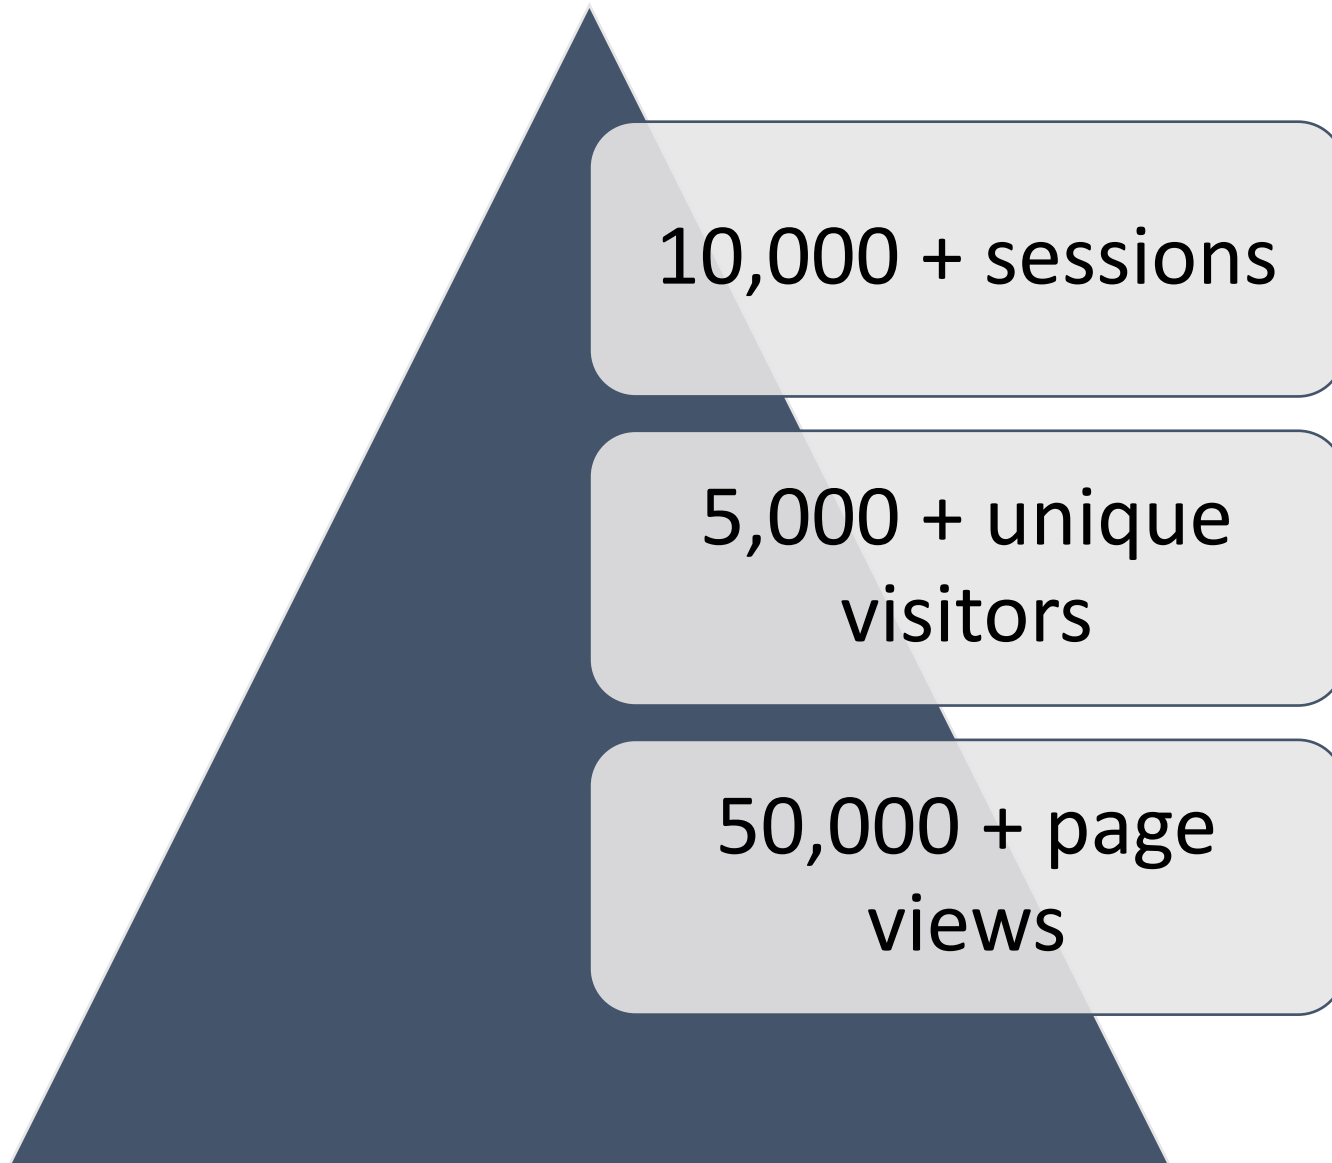 10,000 + sessions
5,000 + unique
visitors
50,000 + page
views